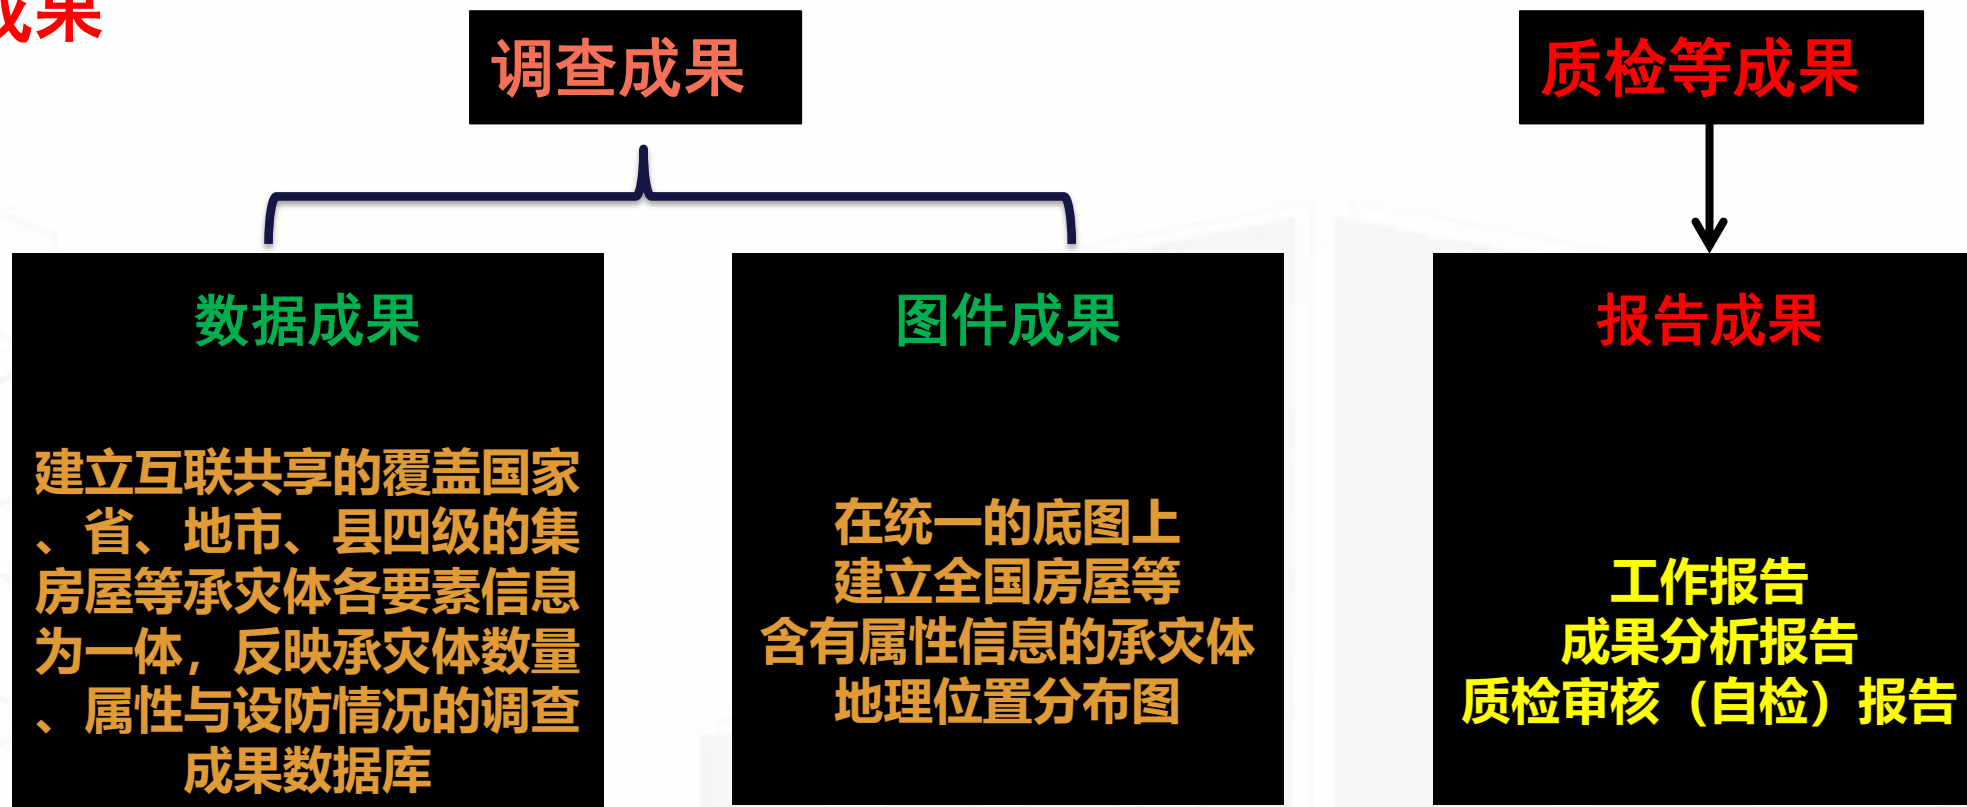 成果
调查成果
质检等成果
数据成果
建立互联共享的覆盖国家
、省、地市、县四级的集
房屋等承灾体各要素信息
为一体，反映承灾体数量
、属性与设防情况的调查
成果数据库
图件成果
在统一的底图上
建立全国房屋等
含有属性信息的承灾体
地理位置分布图
报告成果
工作报告
成果分析报告
质检审核（自检）报告